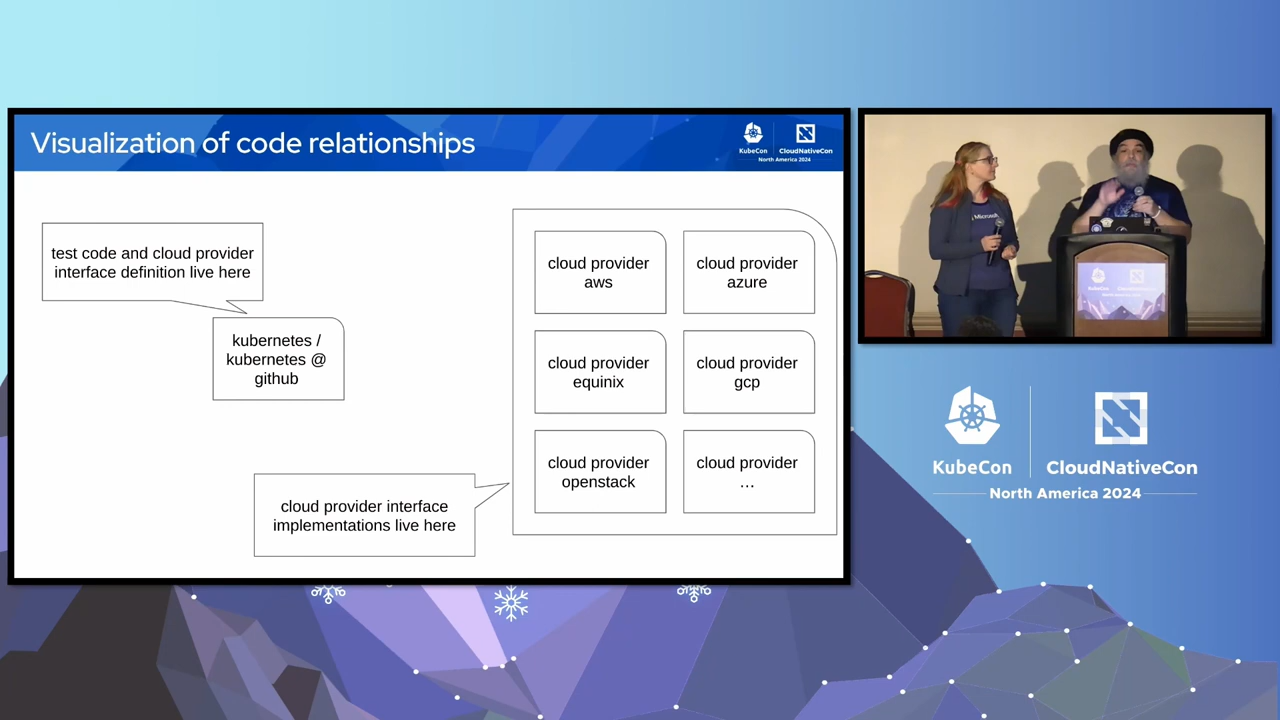 Visualization of code relationships
KubeCon
CloudNativeCon
North America 2024
test code and cloud provider
interface definition live here
kubernetes /
kubernetes @
github
cloud provider interface
implementations live here
cloud provider
aws
cloud provider
azure
cloud provider
equinix
cloud provider
gcp
cloud provider
openstack
cloud provider
...
Microsoft
KubeCon
CloudNativeCon
North America 2024